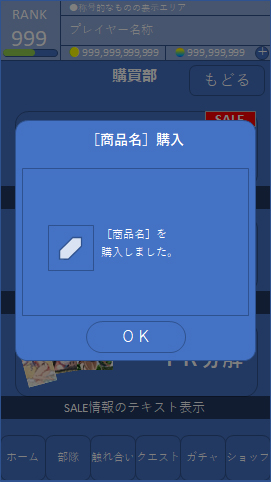 RANK
999
●称号的なものの表示エリア
プレイヤー名称
999,999,999,999
999,999,999
購買部
もどる
SALE
[商品名] 購入
[商品名] を
購入しました。
ＯＫ
SALE情報のテキスト表示
ホーム
部隊
触れ合い
クエスト
ガチャ
ショップ